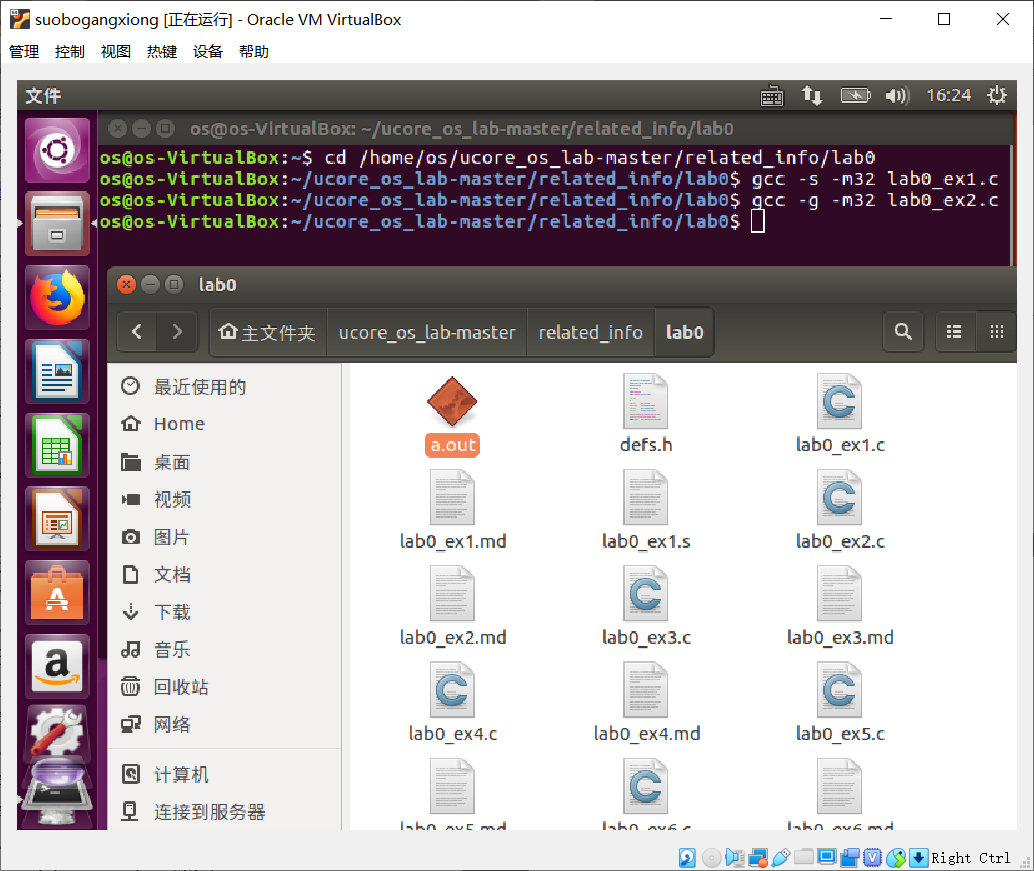 suobogangxiong [正在运行] - Oracle VM VirtualBox
管理 控制 视图 热键 设备 帮助
文件 16:24
os@os-VirtualBox: ~/ucore_os_lab-master/related_info/lab0
os@os-VirtualBox:~$ cd /home/os/ucore_os_lab-master/related_info/lab0
os@os-VirtualBox:~/ucore_os_lab-master/related_info/lab0$ gcc -s -m32 lab0_ex1.c
os@os-VirtualBox:~/ucore_os_lab-master/related_info/lab0$ gcc -g -m32 lab0_ex2.c
os@os-VirtualBox:~/ucore_os_lab-master/related_info/lab0$
lab0
主文件夹 ucore_os_lab-master related_info lab0
最近使用的
Home
桌面
视频
图片
文档
下载
音乐
回收站
网络
计算机
连接到服务器
a.out defs.h lab0_ex1.c
lab0_ex1.md lab0_ex1.s lab0_ex2.c
lab0_ex2.md lab0_ex3.c lab0_ex3.md
lab0_ex4.c lab0_ex4.md lab0_ex5.c
lab0_ex5.md lab0_ex6.c lab0_ex6.md
Right Ctrl